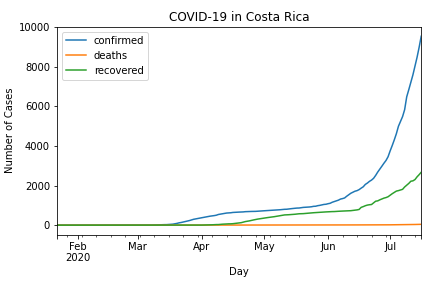 COVID-19 in Costa Rica
10000
8000
6000
4000
2000
0
Number of Cases
confirmed
deaths
recovered
Feb
2020
Mar
Apr
May
Jun
Jul
Day